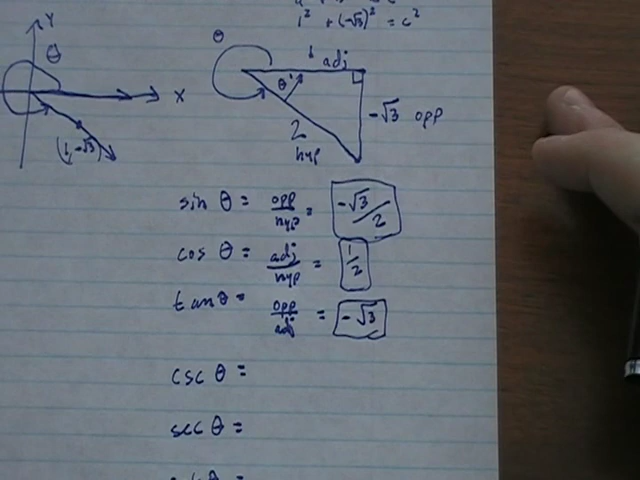 1² + (-√3)² = c²
y
θ
x
(1, -√3)
θ
1 adj
θ'
-√3 opp
2
hyp
sin θ = opp/hyp = -√3/2
cos θ = adj/hyp = 1/2
tan θ = opp/adj = -√3
csc θ =
sec θ =